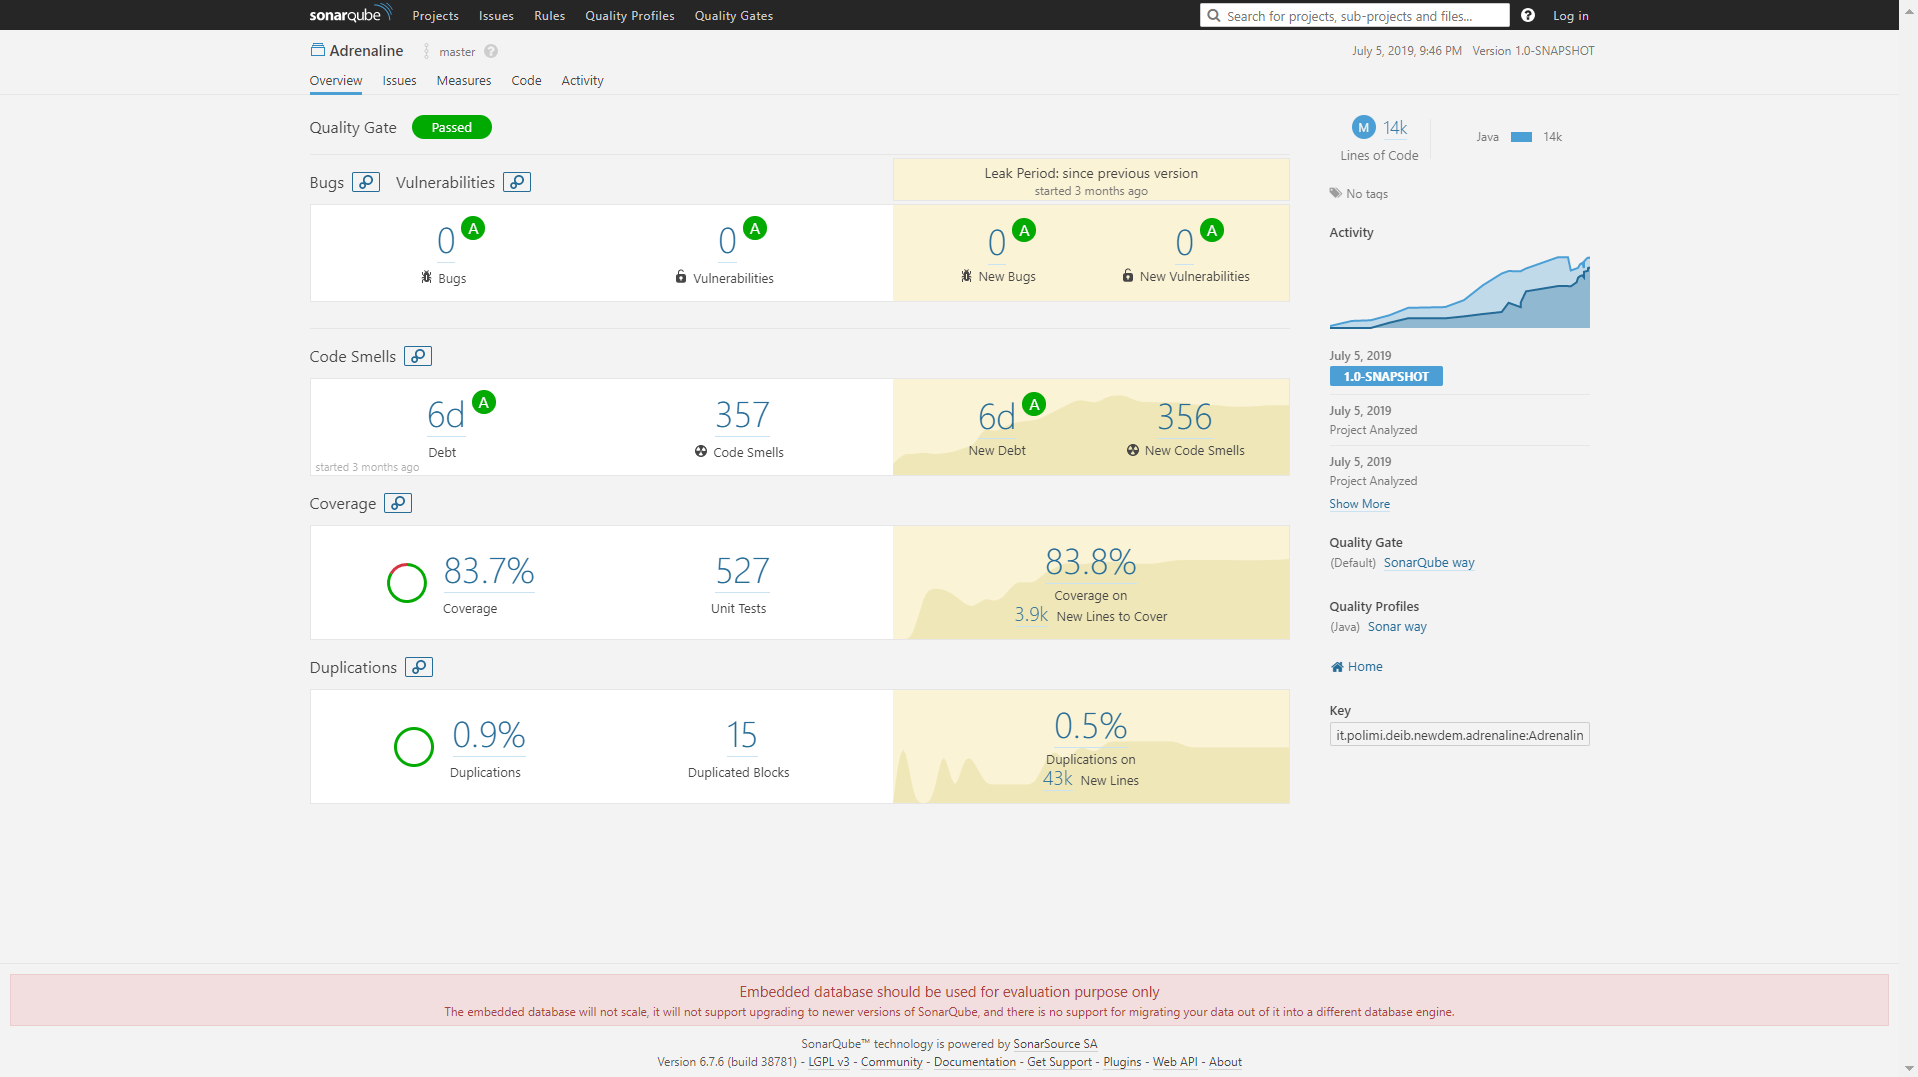 sonarqube Projects Issues Rules Quality Profiles Quality Gates Search for projects, sub-projects and files... Log in
Adrenaline master July 5, 2019, 9:46 PM Version 1.0-SNAPSHOT
Overview Issues Measures Code Activity
Quality Gate Passed
Bugs Vulnerabilities
Leak Period: since previous version
started 3 months ago
0 A 0 A 0 A 0 A
Bugs Vulnerabilities New Bugs New Vulnerabilities
Code Smells
6d A 357 6d A 356
Debt Code Smells New Debt New Code Smells
started 3 months ago
Coverage
83.7% 527 83.8%
Coverage Unit Tests Coverage on
3.9k New Lines to Cover
Duplications
0.9% 15 0.5%
Duplications Duplicated Blocks Duplications on
43k New Lines
M 14k Java 14k
Lines of Code
No tags
Activity
July 5, 2019
1.0-SNAPSHOT
July 5, 2019
Project Analyzed
July 5, 2019
Project Analyzed
Show More
Quality Gate
(Default) SonarQube way
Quality Profiles
(Java) Sonar way
Home
Key
it.polimi.deib.newdem.adrenaline:Adrenalin
Embedded database should be used for evaluation purpose only
The embedded database will not scale, it will not support upgrading to newer versions of SonarQube, and there is no support for migrating your data out of it into a different database engine.
SonarQube™ technology is powered by SonarSource SA
Version 6.7.6 (build 38781) - LGPL v3 - Community - Documentation - Get Support - Plugins - Web API - About